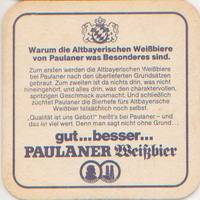 Warum die Altbayerischen Weißbiere
von Paulaner was Besonderes sind.
Zum ersten werden die Altbayerischen Weißbiere
bei Paulaner nach den überlieferten Grundsätzen
gebraut. Zum zweiten ist da nichts drin, was nicht
hineingehört, und alles drin, was den charaktervollen,
spritzigen Geschmack ausmacht. Und schließlich
züchtet Paulaner die Bierhefe fürs Altbayerische
Weißbier tatsächlich noch selbst.
„Qualität ist uns Gebot!" heißt's bei Paulaner - und
das ist viel wert. Denn man sagt nicht ohne Grund...
gut...besser...
PAULANER Weißbier